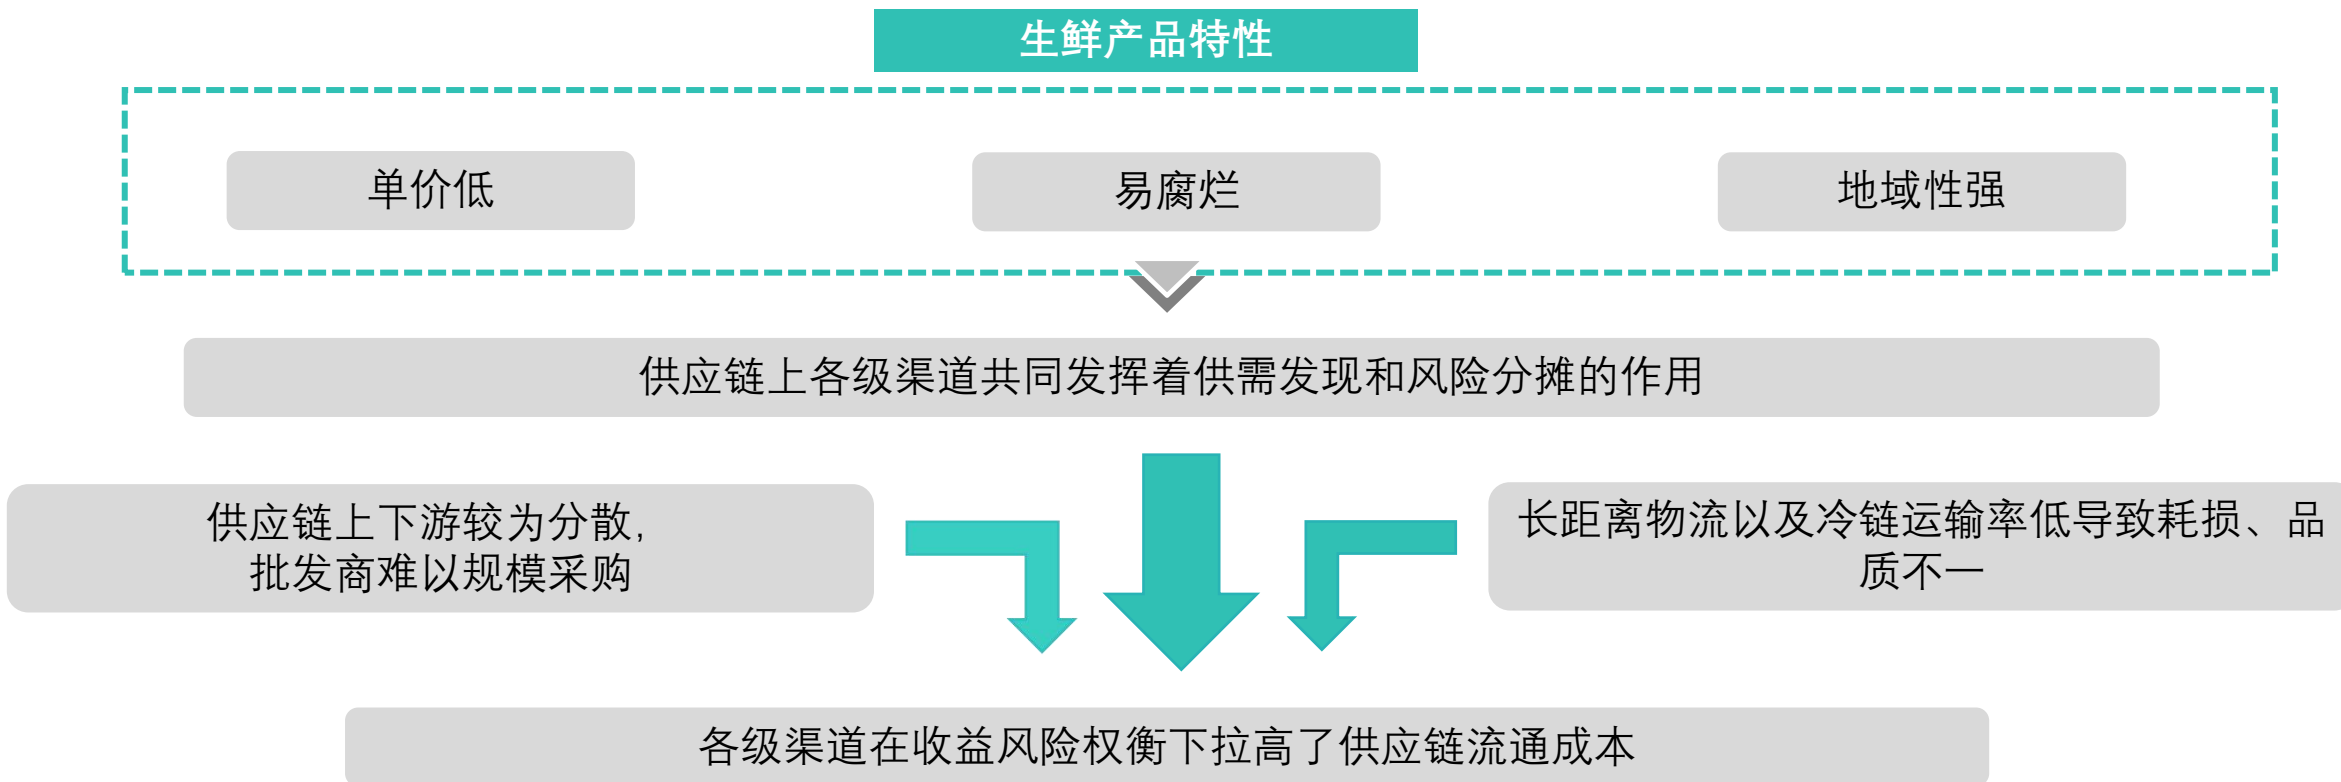 生鲜产品特性
单价低
易腐烂
地域性强
供应链上各级渠道共同发挥着供需发现和风险分摊的作用
供应链上下游较为分散,
批发商难以规模采购
长距离物流以及冷链运输率低导致耗损、品
质不一
各级渠道在收益风险权衡下拉高了供应链流通成本